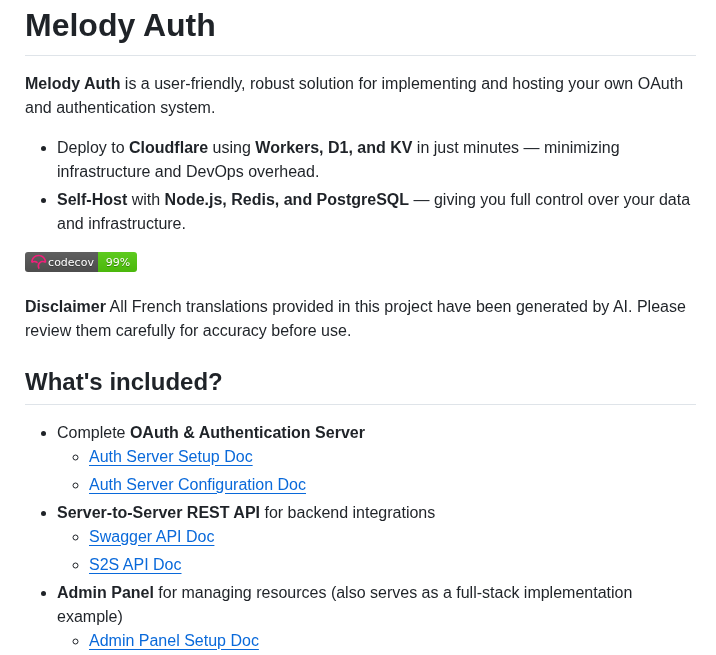 Melody Auth
Melody Auth is a user-friendly, robust solution for implementing and hosting your own OAuth
and authentication system.
Deploy to Cloudflare using Workers, D1, and KV in just minutes — minimizing
infrastructure and DevOps overhead.
Self-Host with Node.js, Redis, and PostgreSQL — giving you full control over your data
and infrastructure.
codecov 99%
Disclaimer All French translations provided in this project have been generated by AI. Please
review them carefully for accuracy before use.
What's included?
Complete OAuth & Authentication Server
Auth Server Setup Doc
Auth Server Configuration Doc
Server-to-Server REST API for backend integrations
Swagger API Doc
S2S API Doc
Admin Panel for managing resources (also serves as a full-stack implementation
example)
Admin Panel Setup Doc